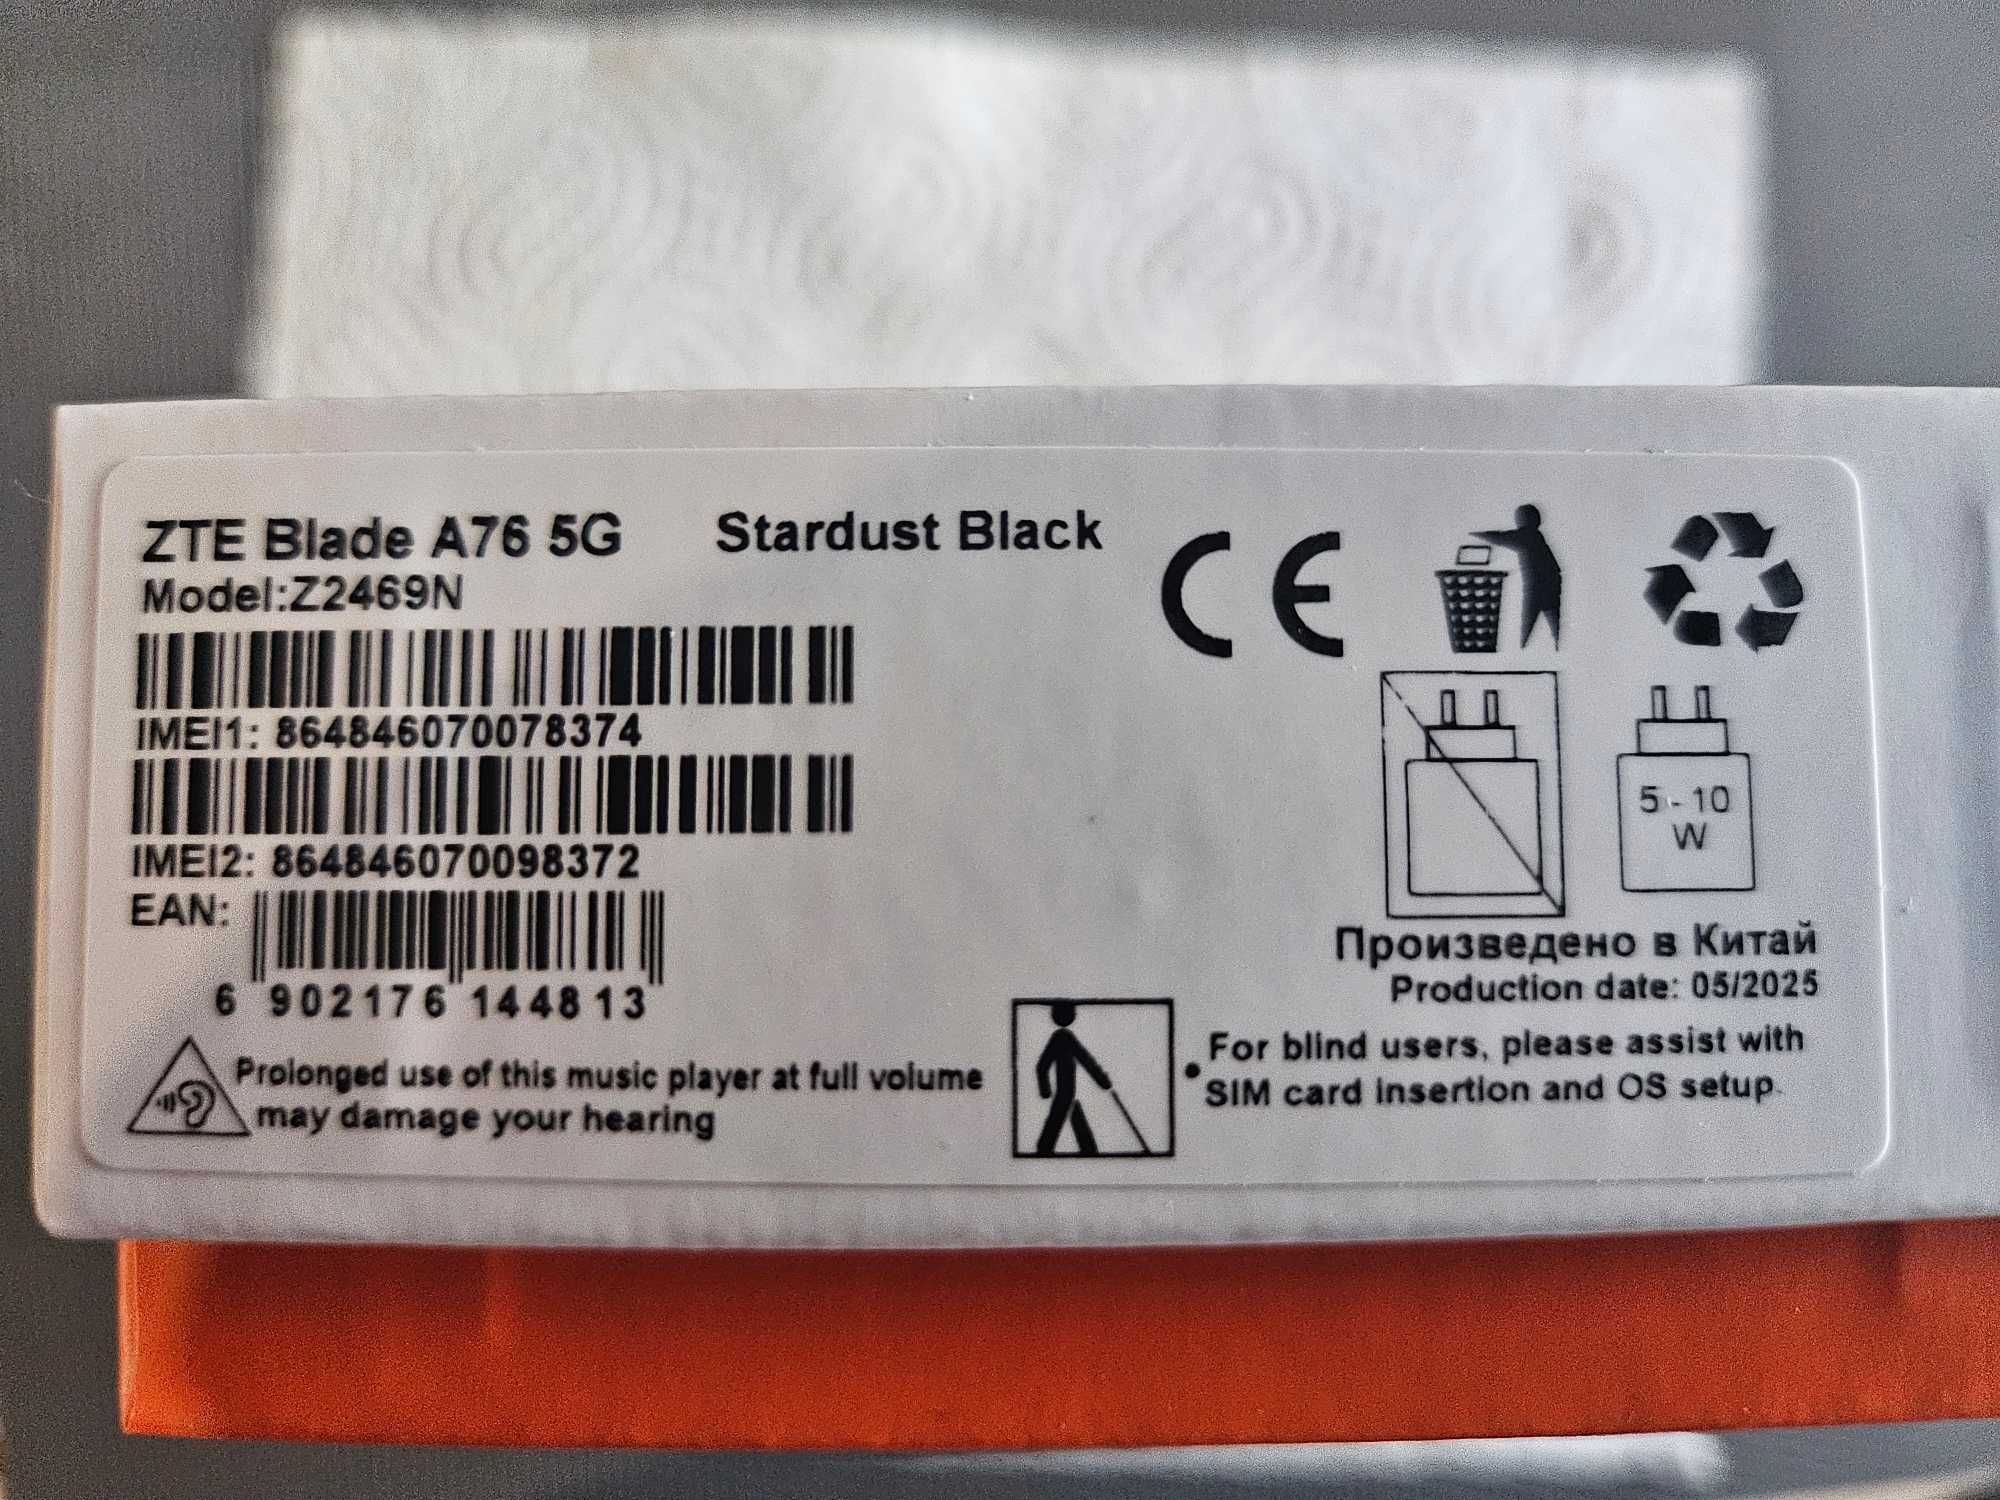 ZTE Blade A76 5G Stardust Black
Model:Z2469N
IMEI1: 864846070078374
IMEI2: 864846070098372
EAN:
6 902176 144813
CE
5 - 10
W
Произведено в Китай
Production date: 05/2025
Prolonged use of this music player at full volume
may damage your hearing
For blind users, please assist with
SIM card insertion and OS setup.